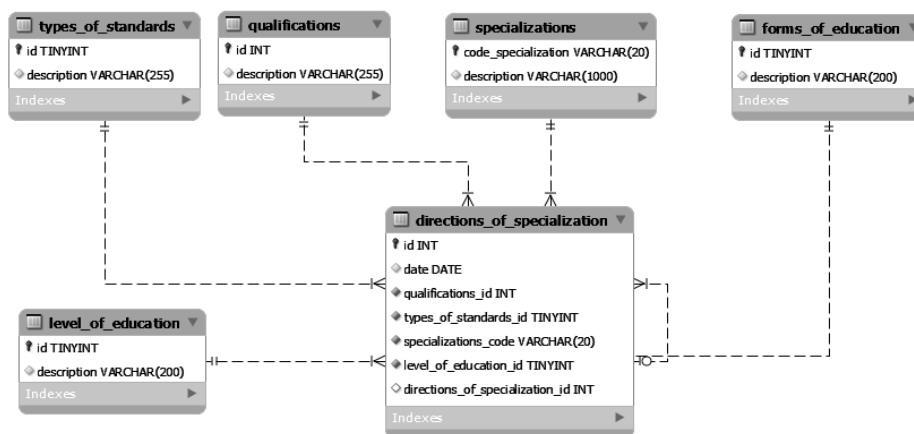 types_of_standards
id TINYINT
description VARCHAR(255)
Indexes
qualifications
id INT
description VARCHAR(255)
Indexes
specializations
code_specialization VARCHAR(20)
description VARCHAR(1000)
Indexes
forms_of_education
id TINYINT
description VARCHAR(200)
Indexes
directions_of_specialization
id INT
date DATE
qualifications_id INT
types_of_standards_id TINYINT
specializations_code VARCHAR(20)
level_of_education_id TINYINT
directions_of_specialization_id INT
Indexes
level_of_education
id TINYINT
description VARCHAR(200)
Indexes